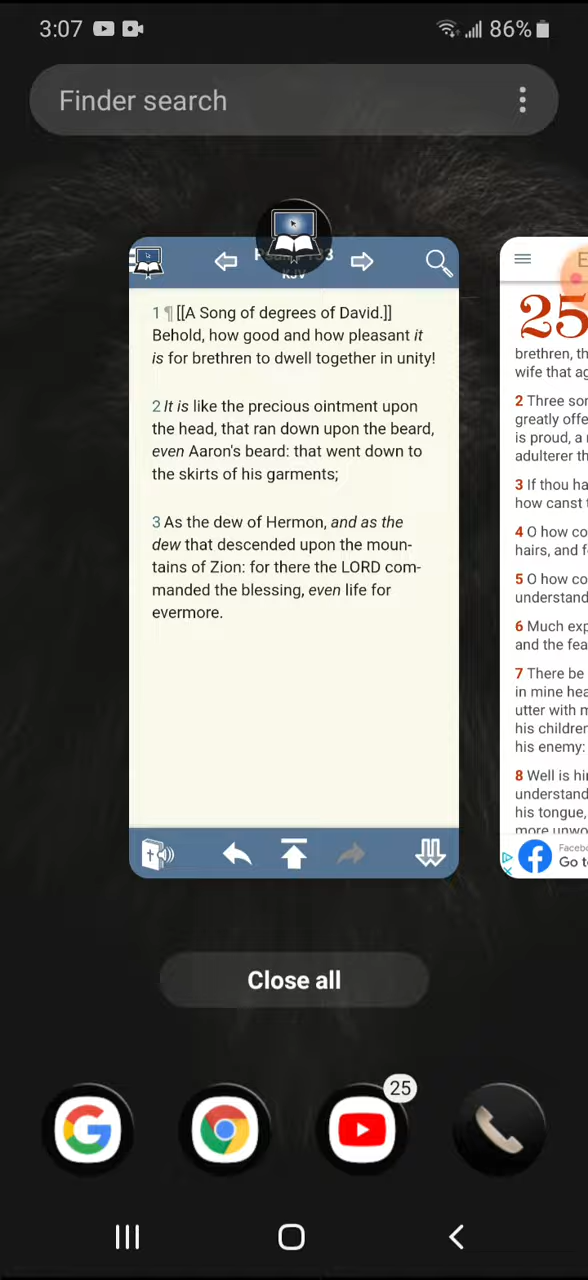 3:07
86%
Finder search
KJV
1 ¶ [[A Song of degrees of David.]]
Behold, how good and how pleasant it
is for brethren to dwell together in unity!
2 It is like the precious ointment upon
the head, that ran down upon the beard,
even Aaron's beard: that went down to
the skirts of his garments;
3 As the dew of Hermon, and as the
dew that descended upon the moun-
tains of Zion: for there the LORD com-
manded the blessing, even life for
evermore.
E
25
brethren, th
wife that ag
2 Three sor
greatly offe
is proud, a
adulterer th
3 If thou ha
how canst
4 O how co
hairs, and f
5 O how co
understand
6 Much exp
and the fea
7 There be
in mine hea
utter with m
his children
his enemy:
8 Well is hi
understand
his tongue,
more unwo
Facebo
Go t
Close all
25